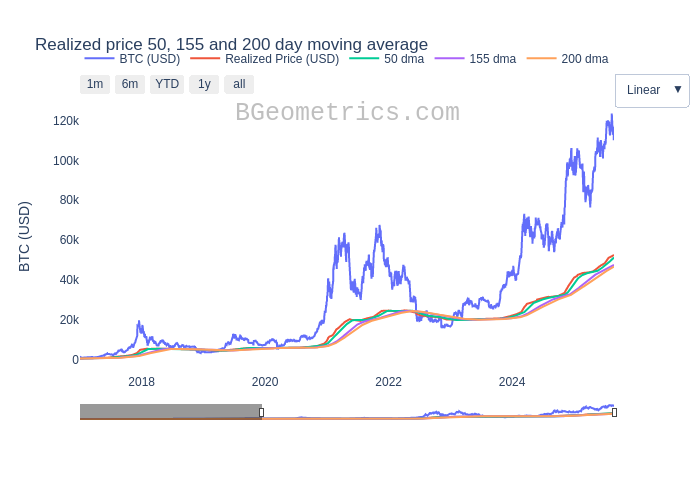 Realized price 50, 155 and 200 day moving average
BTC (USD) Realized Price (USD) 50 dma 155 dma 200 dma
1m 6m YTD 1y all
Linear ▼
BGeometrics.com
120k
100k
80k
60k
40k
20k
0
BTC (USD)
2018 2020 2022 2024